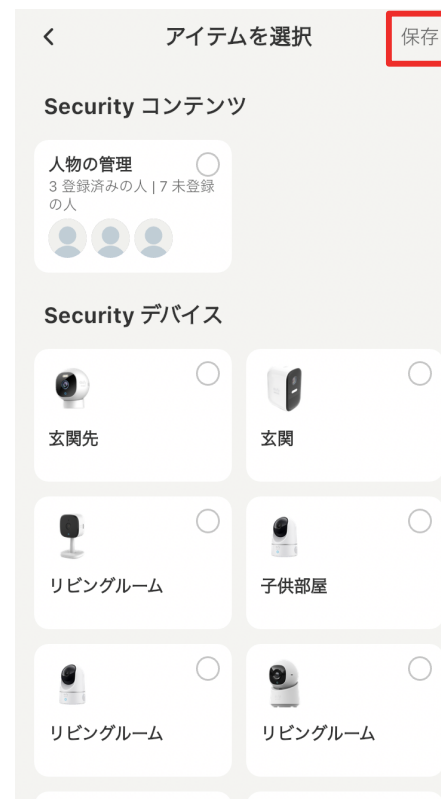 アイテムを選択
保存
Security コンテンツ
人物の管理
3 登録済みの人 | 7 未登録
の人
Security デバイス
玄関先
玄関
リビングルーム
子供部屋
リビングルーム
リビングルーム